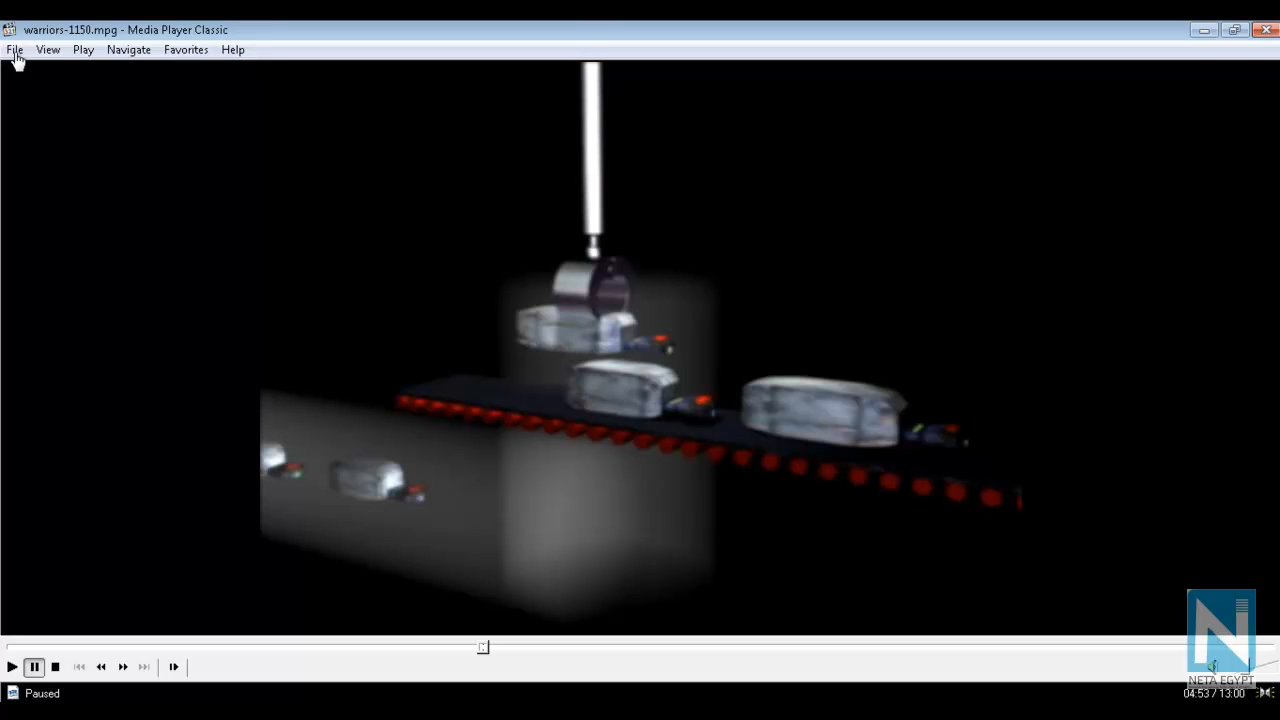 warriors-1150.mpg - Media Player Classic
File View Play Navigate Favorites Help
NETA EGYPT
Paused
04:53 / 13:00